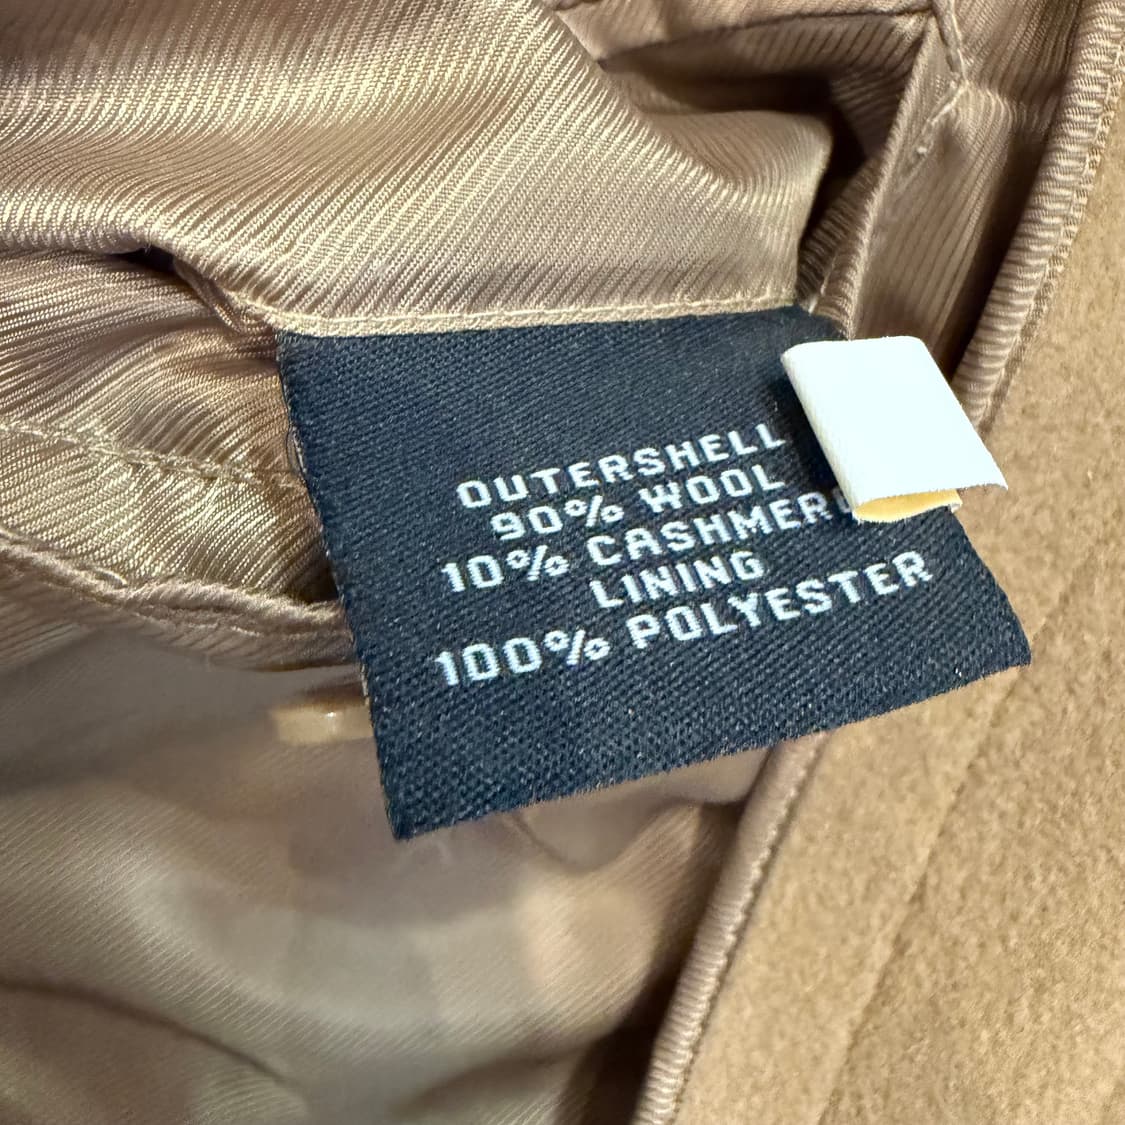 OUTERSHELL
90% WOOL
10% CASHMERE
LINING
100% POLYESTER